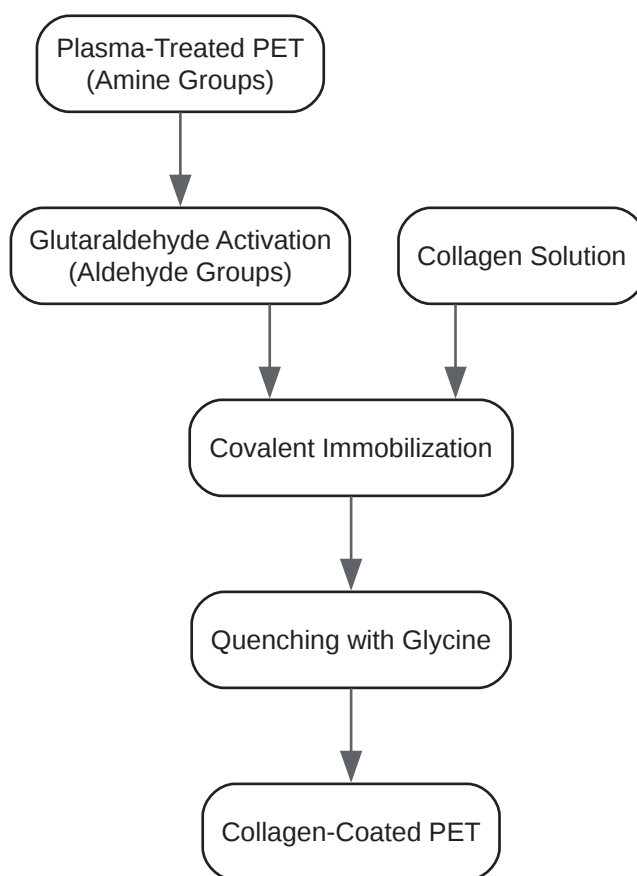 Plasma-Treated PET
(Amine Groups)
Glutaraldehyde Activation
(Aldehyde Groups)
Collagen Solution
Covalent Immobilization
Quenching with Glycine
Collagen-Coated PET